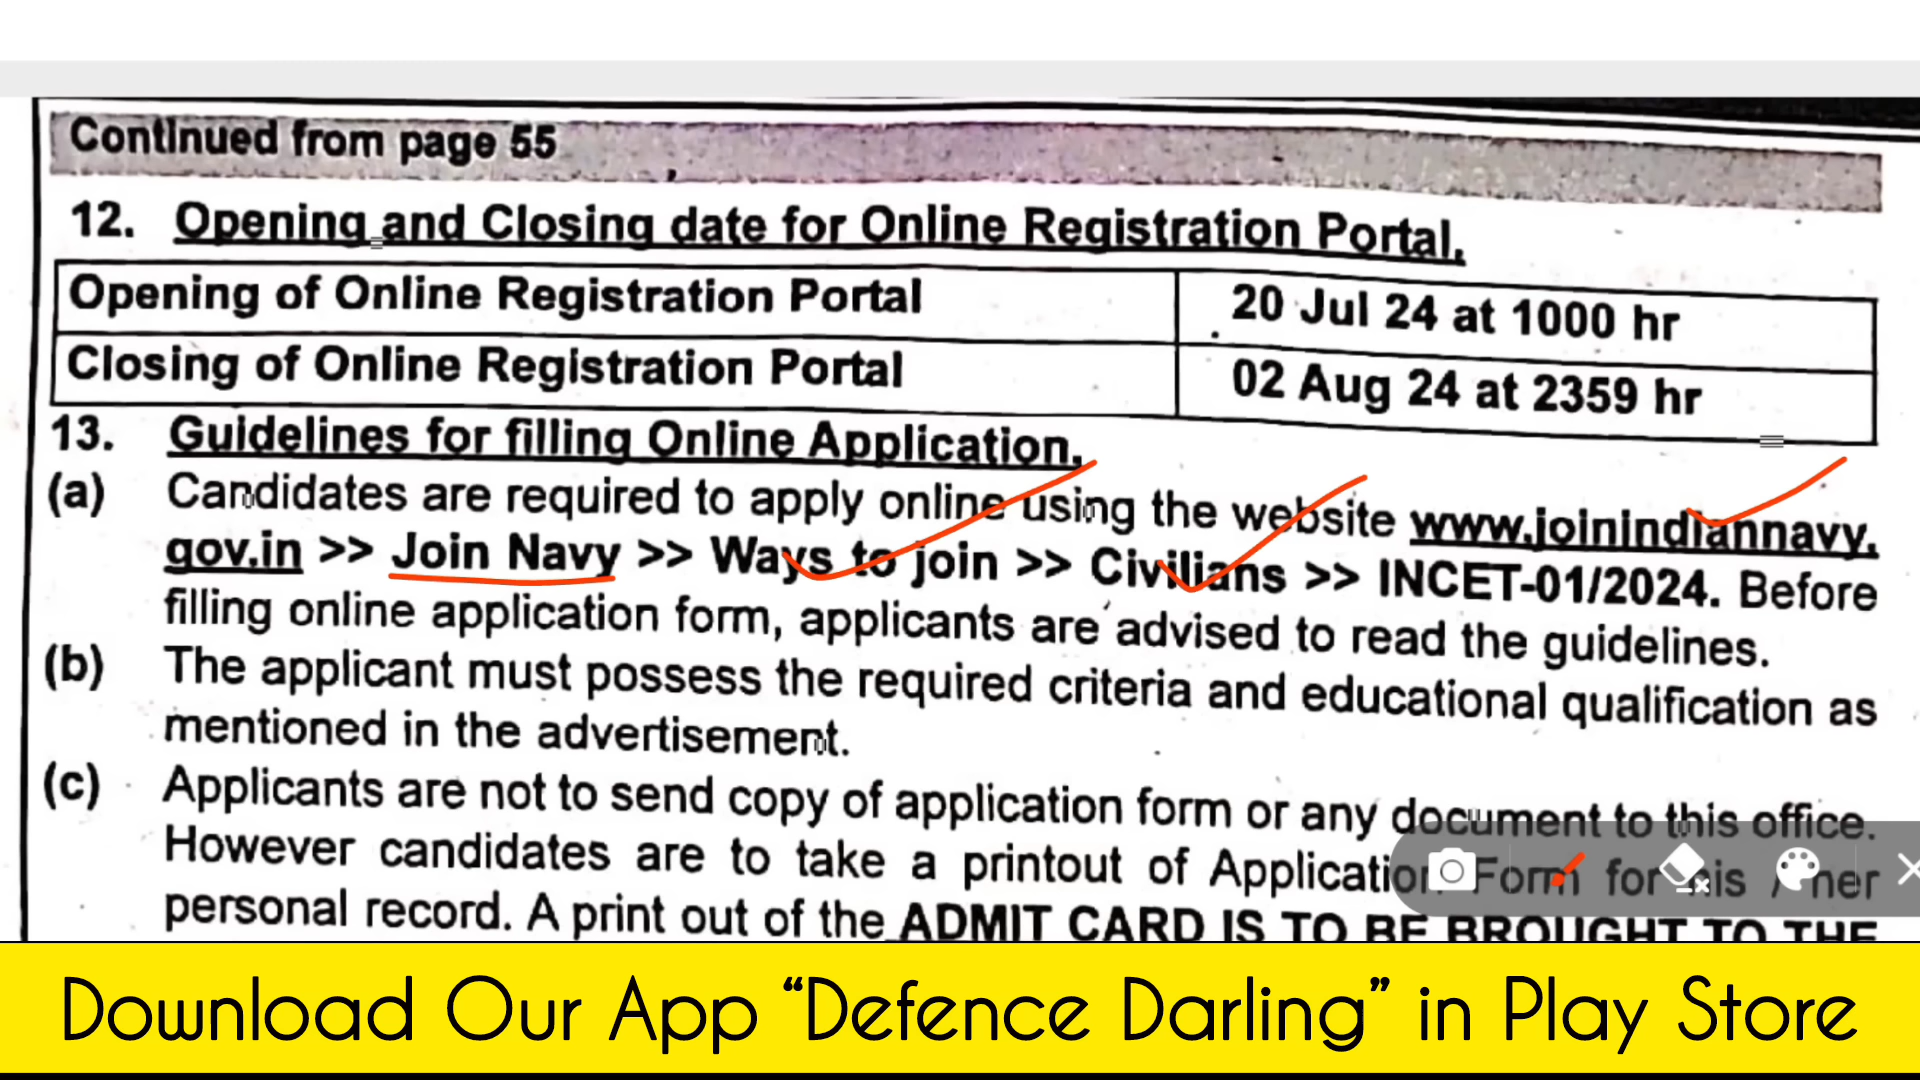 Continued from page 55
12. Opening and Closing date for Online Registration Portal.
Opening of Online Registration Portal 20 Jul 24 at 1000 hr
Closing of Online Registration Portal 02 Aug 24 at 2359 hr
13. Guidelines for filling Online Application.
(a) Candidates are required to apply online using the website www.joinindiannavy.
gov.in >> Join Navy >> Ways to join >> Civilians >> INCET-01/2024. Before
filling online application form, applicants are advised to read the guidelines.
(b) The applicant must possess the required criteria and educational qualification as
mentioned in the advertisement.
(c) Applicants are not to send copy of application form or any document to this office.
However candidates are to take a printout of Application Form for his / her
personal record. A print out of the ADMIT CARD IS TO BE BROUGHT TO THE
Download Our App “Defence Darling” in Play Store